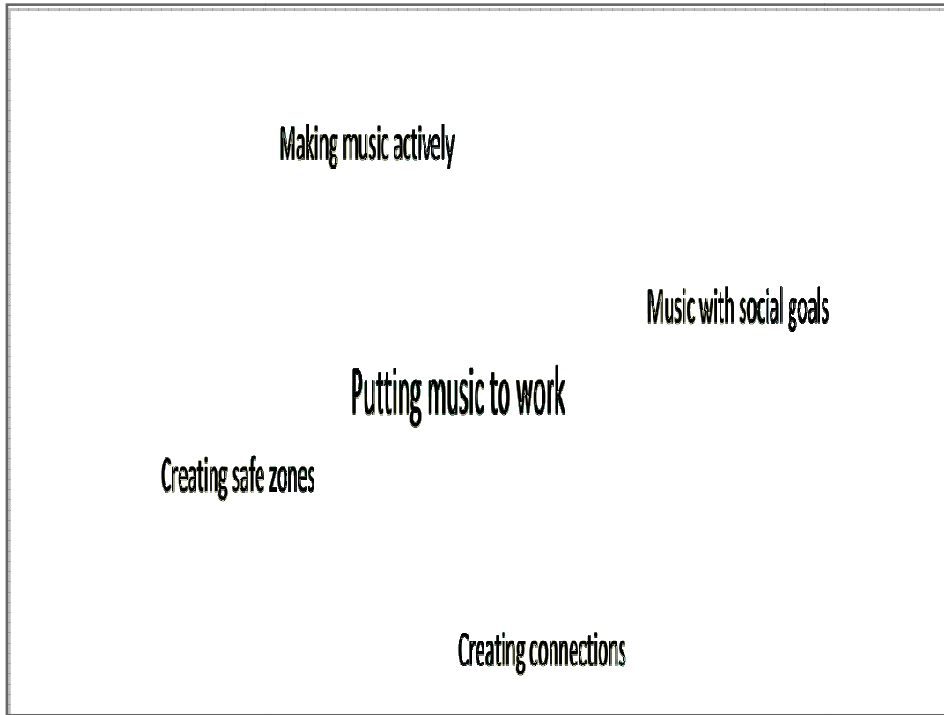 Making music actively
Music with social goals
Putting music to work
Creating safe zones
Creating connections